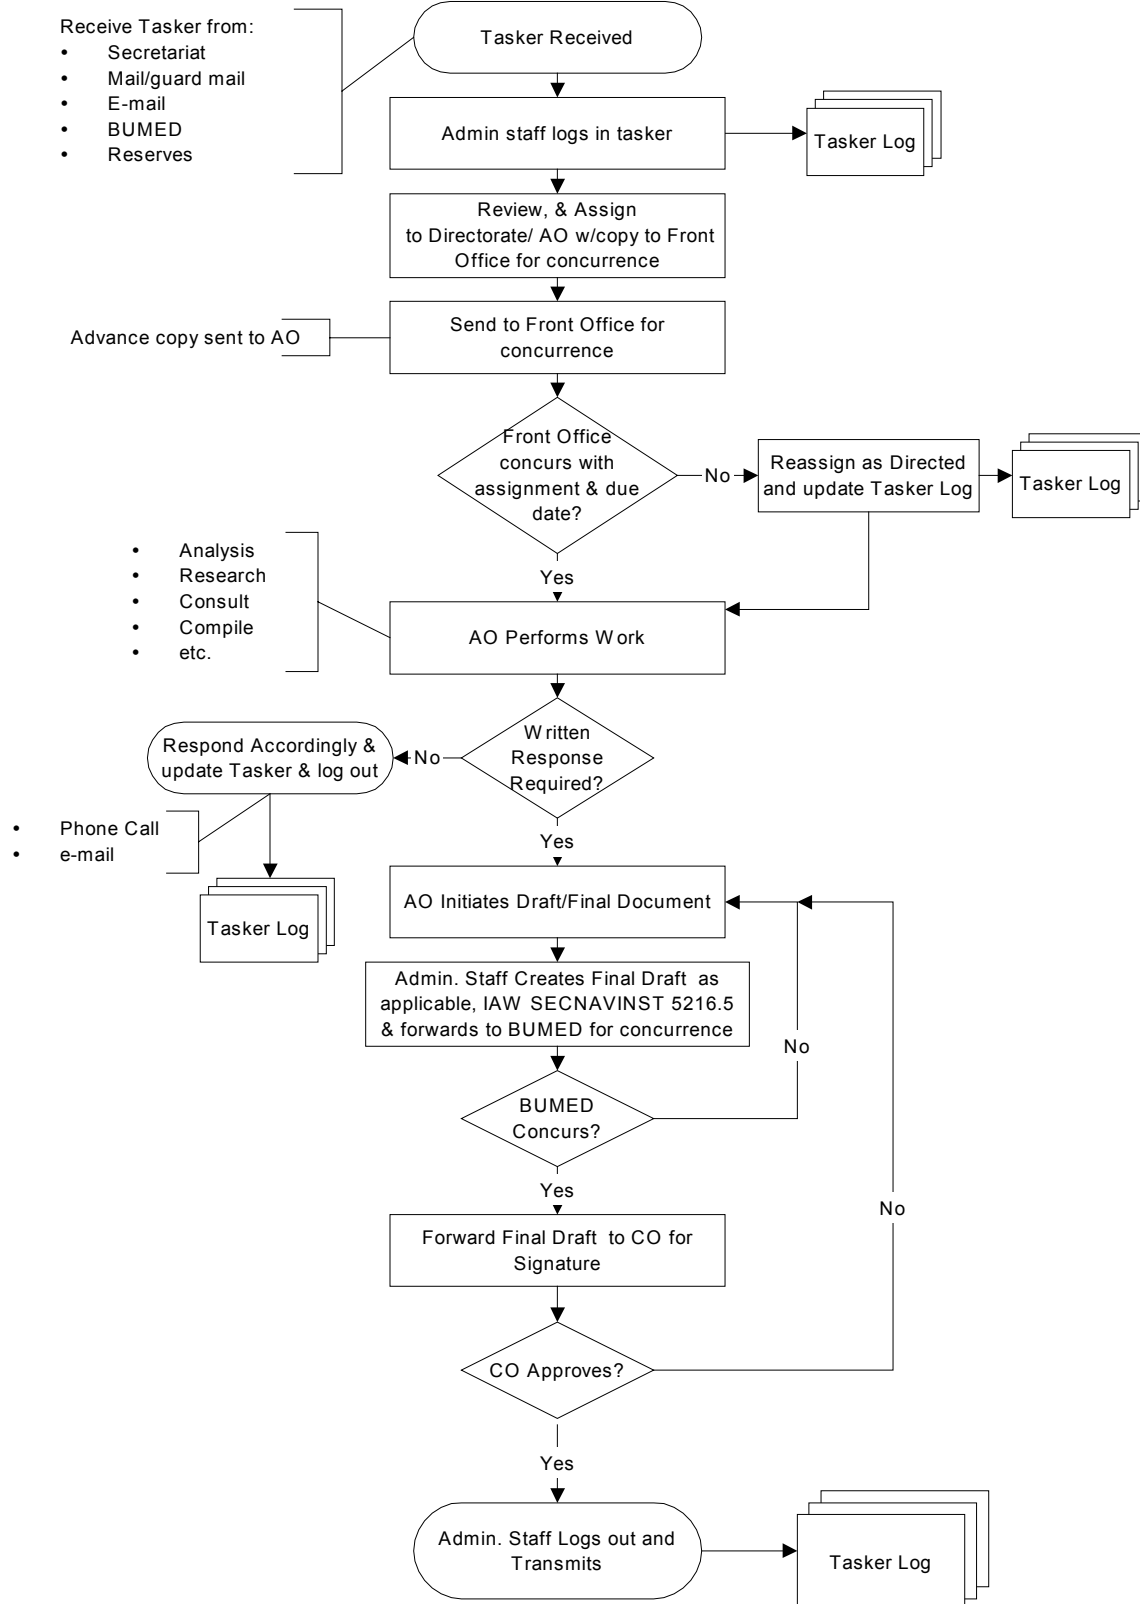 Receive Tasker from:
• Secretariat
• Mail/guard mail
• E-mail
• BUMED
• Reserves
Tasker Received
Admin staff logs in tasker
Tasker Log
Review, & Assign
to Directorate/ AO w/copy to Front
Office for concurrence
Advance copy sent to AO
Send to Front Office for
concurrence
Front Office
concurs with
assignment & due
date?
No
Reassign as Directed
and update Tasker Log
Tasker Log
Yes
• Analysis
• Research
• Consult
• Compile
• etc.
AO Performs Work
Written
Response
Required?
No
Respond Accordingly &
update Tasker & log out
• Phone Call
• e-mail
Tasker Log
Yes
AO Initiates Draft/Final Document
Admin. Staff Creates Final Draft as
applicable, IAW SECNAVINST 5216.5
& forwards to BUMED for concurrence
No
BUMED
Concurs?
Yes
No
Forward Final Draft to CO for
Signature
CO Approves?
Yes
Admin. Staff Logs out and
Transmits
Tasker Log